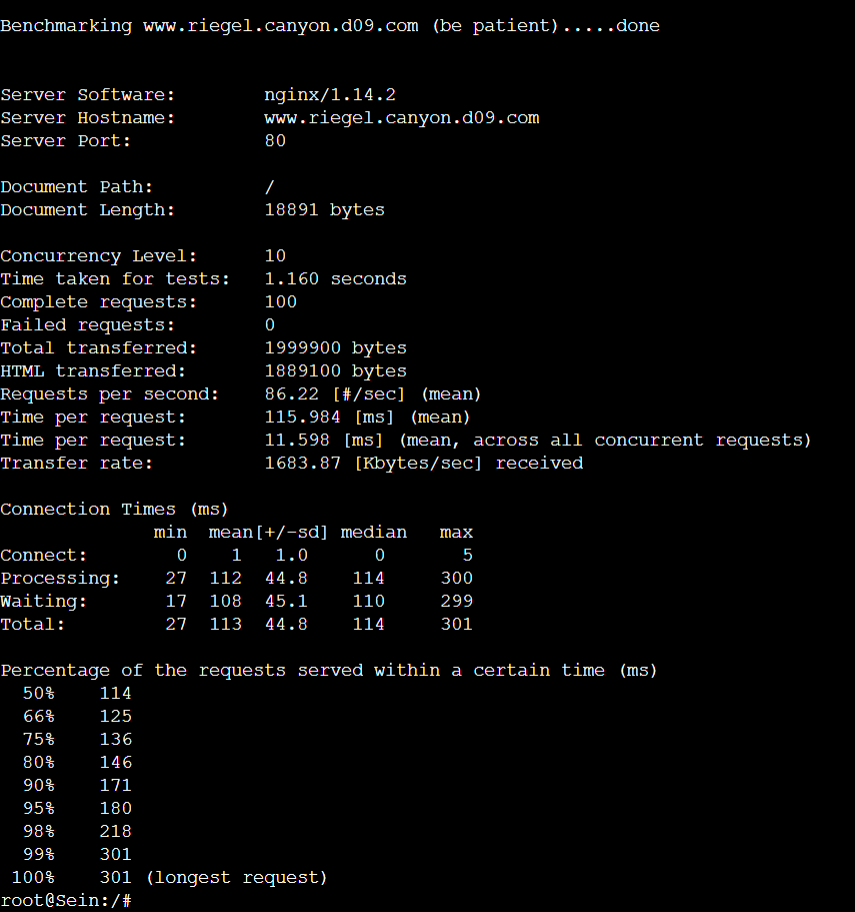 Benchmarking www.riegel.canyon.d09.com (be patient).....done
Server Software:        nginx/1.14.2
Server Hostname:        www.riegel.canyon.d09.com
Server Port:            80
Document Path:          /
Document Length:        18891 bytes
Concurrency Level:      10
Time taken for tests:   1.160 seconds
Complete requests:      100
Failed requests:        0
Total transferred:      1999900 bytes
HTML transferred:       1889100 bytes
Requests per second:    86.22 [#/sec] (mean)
Time per request:       115.984 [ms] (mean)
Time per request:       11.598 [ms] (mean, across all concurrent requests)
Transfer rate:          1683.87 [Kbytes/sec] received
Connection Times (ms)
              min  mean[+/-sd] median   max
Connect:        0    1   1.0      0       5
Processing:    27  112  44.8    114     300
Waiting:       17  108  45.1    110     299
Total:         27  113  44.8    114     301
Percentage of the requests served within a certain time (ms)
  50%    114
  66%    125
  75%    136
  80%    146
  90%    171
  95%    180
  98%    218
  99%    301
 100%    301 (longest request)
root@Sein:/#